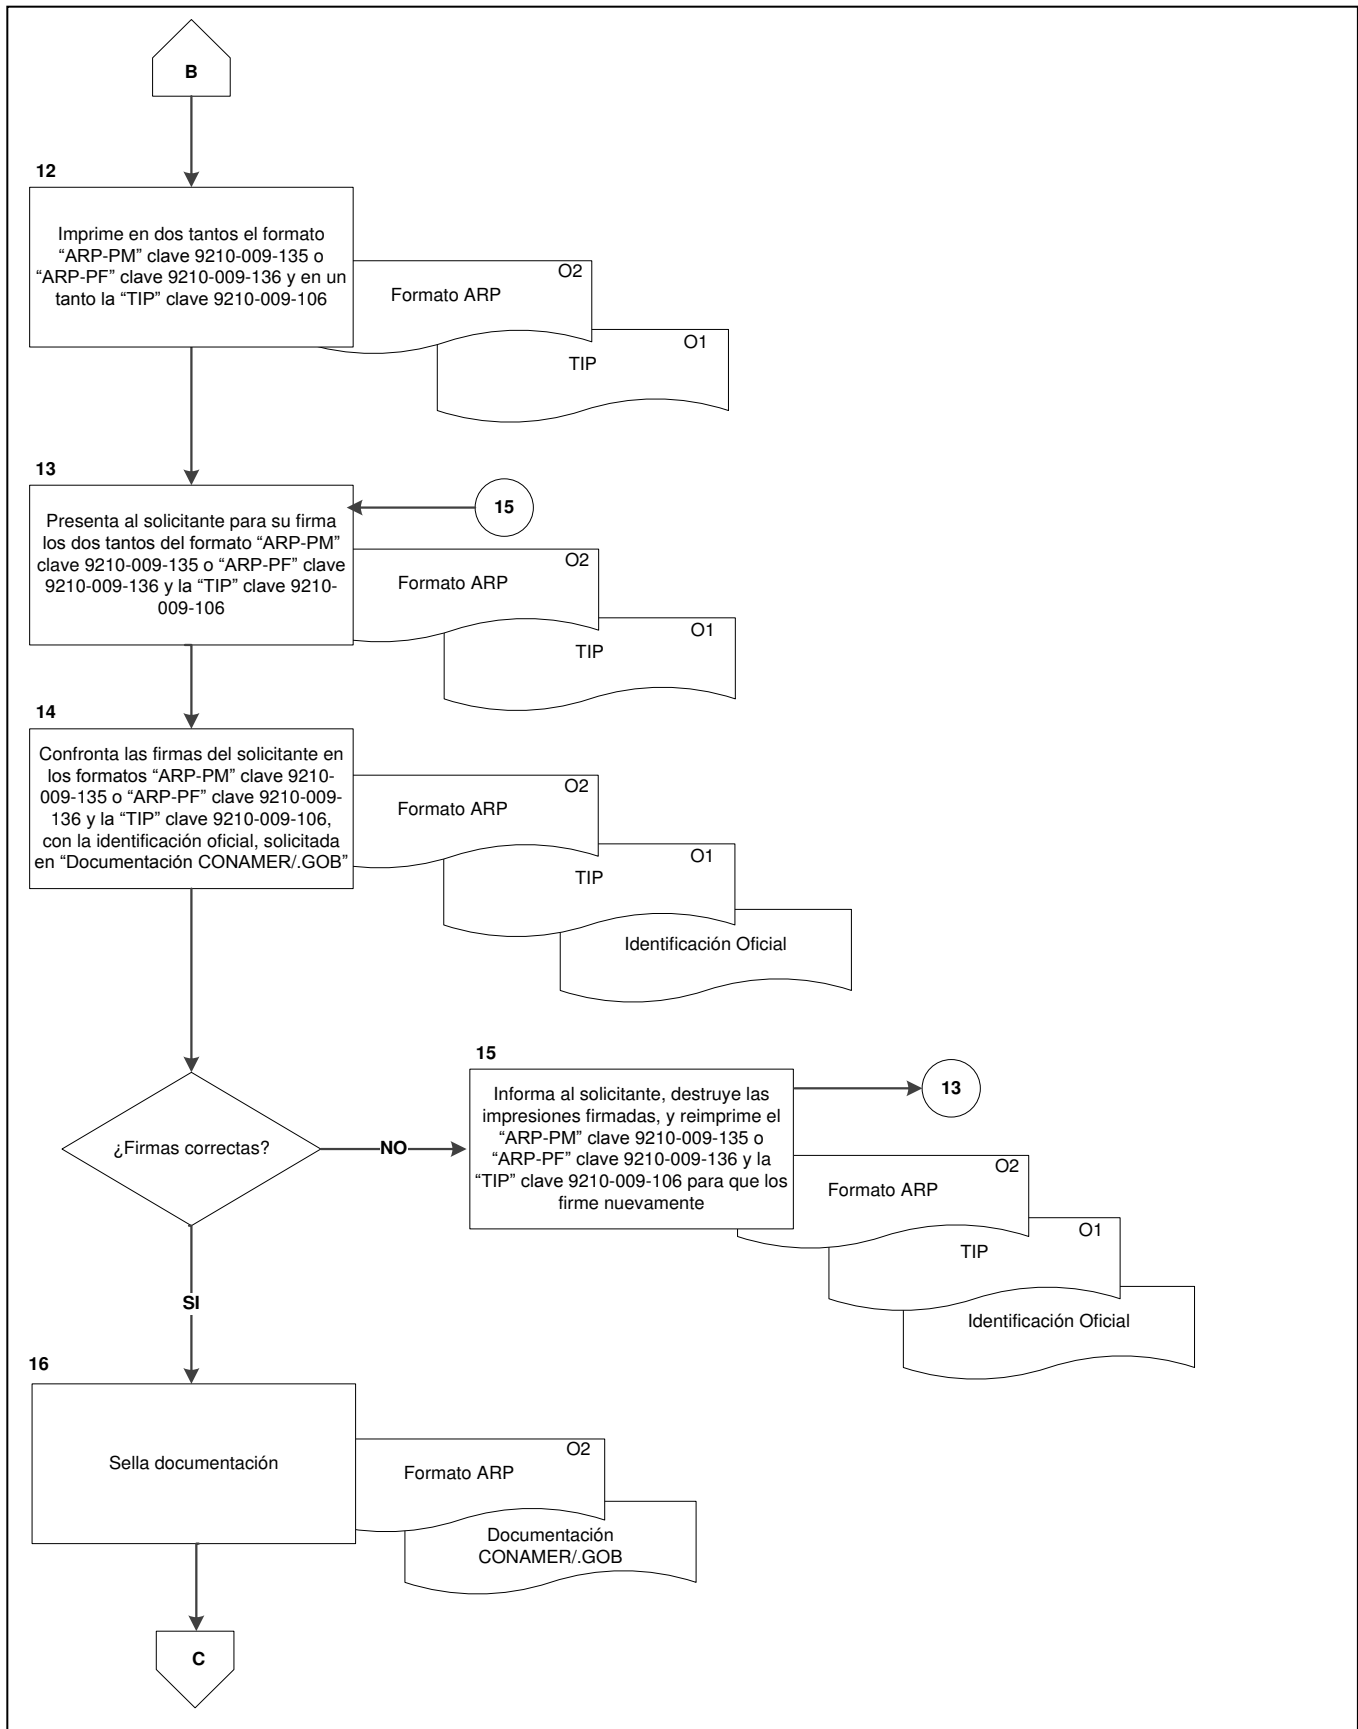 B
12
Imprime en dos tantos el formato
“ARP-PM” clave 9210-009-135 o
“ARP-PF” clave 9210-009-136 y en un
tanto la “TIP” clave 9210-009-106
O2
Formato ARP
O1
TIP
13
Presenta al solicitante para su firma
los dos tantos del formato “ARP-PM”
clave 9210-009-135 o “ARP-PF” clave
9210-009-136 y la “TIP” clave 9210-
009-106
15
O2
Formato ARP
O1
TIP
14
Confronta las firmas del solicitante en
los formatos “ARP-PM” clave 9210-
009-135 o “ARP-PF” clave 9210-009-
136 y la “TIP” clave 9210-009-106,
con la identificación oficial, solicitada
en “Documentación CONAMER/.GOB”
O2
Formato ARP
O1
TIP
Identificación Oficial
¿Firmas correctas?
NO
15
Informa al solicitante, destruye las
impresiones firmadas, y reimprime el
“ARP-PM” clave 9210-009-135 o
“ARP-PF” clave 9210-009-136 y la
“TIP” clave 9210-009-106 para que los
firme nuevamente
13
O2
Formato ARP
O1
TIP
Identificación Oficial
SI
16
Sella documentación
O2
Formato ARP
Documentación
CONAMER/.GOB
C